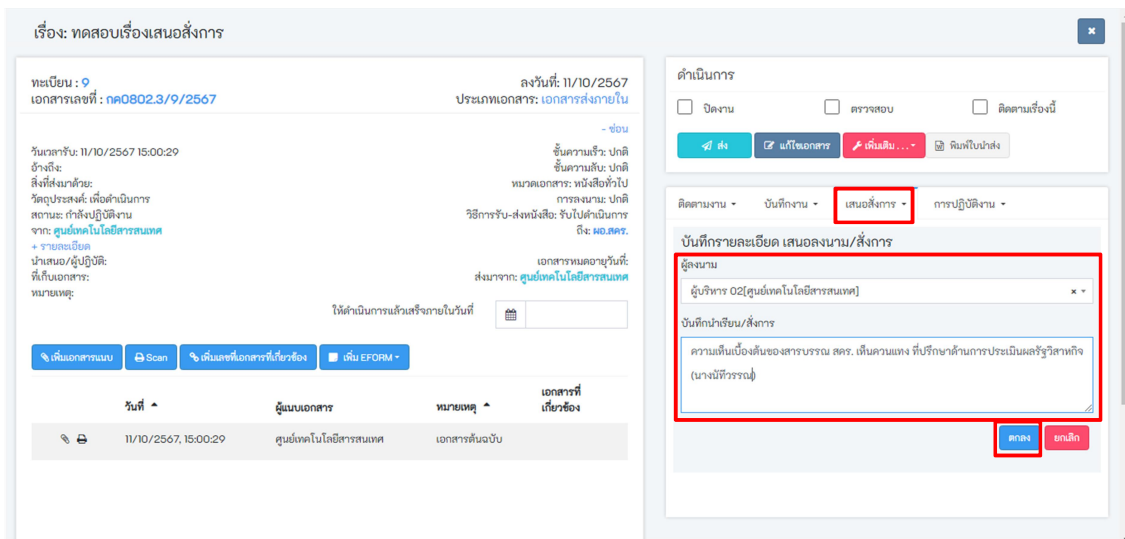 เรื่อง: ทดสอบเรื่องเสนอสั่งการ
ทะเบียน : 9
ลงวันที่: 11/10/2567
เอกสารเลขที่ : กค0802.3/9/2567
ประเภทเอกสาร: เอกสารส่งภายใน
- ซ่อน
วันเวลารับ: 11/10/2567 15:00:29
ชั้นความเร็ว: ปกติ
อ้างถึง:
ชั้นความลับ: ปกติ
สิ่งที่ส่งมาด้วย:
หมวดเอกสาร: หนังสือทั่วไป
วัตถุประสงค์: เพื่อดำเนินการ
การลงนาม: ปกติ
สถานะ: กำลังปฏิบัติงาน
วิธีการรับ-ส่งหนังสือ: รับไปดำเนินการ
จาก: ศูนย์เทคโนโลยีสารสนเทศ
ถึง: ผอ.สคร.
+ รายละเอียด
นำเสนอ/ผู้ปฏิบัติ:
เอกสารหมดอายุวันที่:
ที่เก็บเอกสาร:
ส่งมาจาก: ศูนย์เทคโนโลยีสารสนเทศ
หมายเหตุ:
ให้ดำเนินการแล้วเสร็จภายในวันที่
เพิ่มเอกสารแนบ
Scan
เพิ่มเลขที่เอกสารที่เกี่ยวข้อง
เพิ่ม EFORM
วันที่
ผู้แนบเอกสาร
หมายเหตุ
เอกสารที่
เกี่ยวข้อง
11/10/2567, 15:00:29
ศูนย์เทคโนโลยีสารสนเทศ
เอกสารต้นฉบับ
ดำเนินการ
ปิดงาน
ตรวจสอบ
ติดตามเรื่องนี้
ส่ง
แก้ไขเอกสาร
เพิ่มเติม . . .
พิมพ์ใบนำส่ง
ติดตามงาน
บันทึกงาน
เสนอสั่งการ
การปฏิบัติงาน
บันทึกรายละเอียด เสนอลงนาม/สั่งการ
ผู้ลงนาม
ผู้บริหาร 02[ศูนย์เทคโนโลยีสารสนเทศ]
×
บันทึกนำเรียน/สั่งการ
ความเห็นเบื้องต้นของสารบรรณ สคร. เห็นควนแทง ที่ปรึกษาด้านการประเมินผลรัฐวิสาหกิจ
(นางนัทีวรรณ)
ตกลง
ยกเลิก